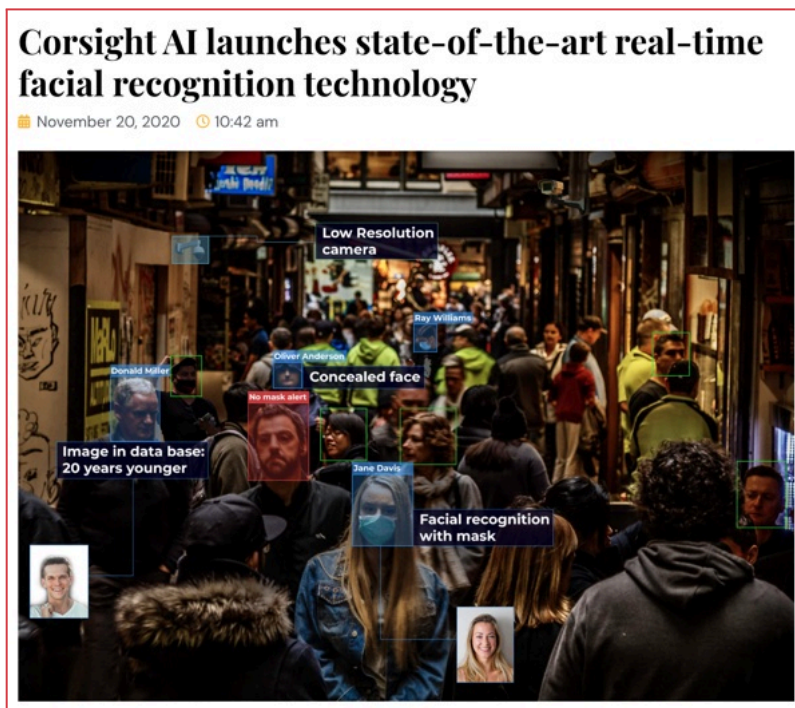 Corsight AI launches state-of-the-art real-time
facial recognition technology
November 20, 2020 10:42 am
Low Resolution
camera
Ray Williams
Oliver Anderson
Donald Miller
Concealed face
No mask alert
Image in data base:
20 years younger
Jane Davis
Facial recognition
with mask